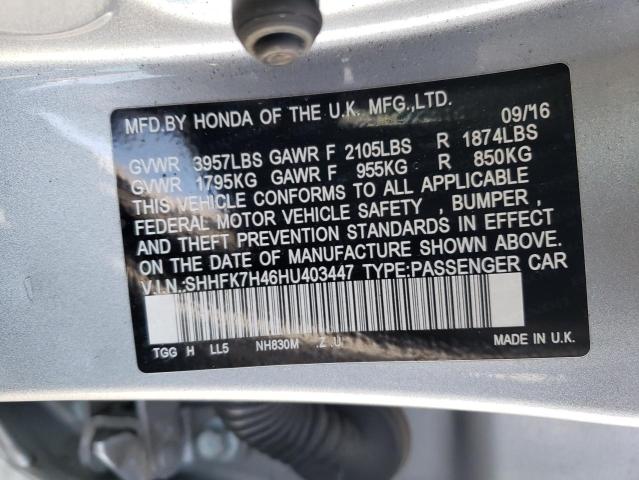 MFD.BY HONDA OF THE U.K. MFG.,LTD. 09/16
GVWR 3957LBS GAWR F 2105LBS R 1874LBS
GVWR 1795KG GAWR F 955KG R 850KG
THIS VEHICLE CONFORMS TO ALL APPLICABLE
FEDERAL MOTOR VEHICLE SAFETY , BUMPER ,
AND THEFT PREVENTION STANDARDS IN EFFECT
ON THE DATE OF MANUFACTURE SHOWN ABOVE.
V.I.N.:SHHFK7H46HU403447 TYPE:PASSENGER CAR
TGG H LL5 NH830M .Z .U MADE IN U.K.